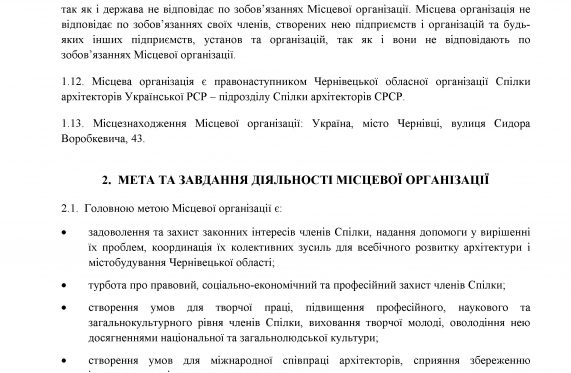 так як і держава не відповідає по зобов’язаннях Місцевої організації. Місцева організація не
відповідає по зобов’язаннях своїх членів, створених нею підприємств і організацій та будь-
яких інших підприємств, установ та організацій, так як і вони не відповідають по
зобов’язаннях Місцевої організації.
1.12. Місцева організація є правонаступником Чернівецької обласної організації Спілки
архітекторів Української РСР – підрозділу Спілки архітекторів СРСР.
1.13. Місцезнаходження Місцевої організації: Україна, місто Чернівці, вулиця Сидора
Воробкевича, 43.
2. МЕТА ТА ЗАВДАННЯ ДІЯЛЬНОСТІ МІСЦЕВОЇ ОРГАНІЗАЦІЇ
2.1. Головною метою Місцевої організації є:
• задоволення та захист законних інтересів членів Спілки, надання допомоги у вирішенні
їх проблем, координація їх колективних зусиль для всебічного розвитку архітектури і
містобудування Чернівецької області;
• турбота про правовий, соціально-економічний та професійний захист членів Спілки;
• створення умов для творчої праці, підвищення професійного, наукового та
загальнокультурного рівня членів Спілки, виховання творчої молоді, оволодіння нею
досягненнями національної та загальнолюдської культури;
• створення умов для міжнародної співпраці архітекторів, сприяння збереженню